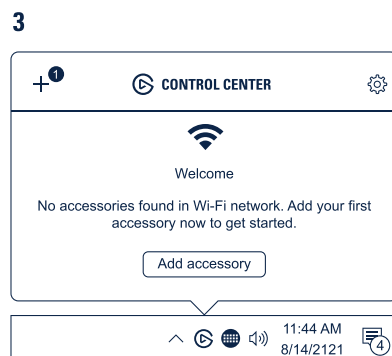 3
1
CONTROL CENTER
Welcome
No accessories found in Wi-Fi network. Add your first
accessory now to get started.
Add accessory
11:44 AM
8/14/2121
4